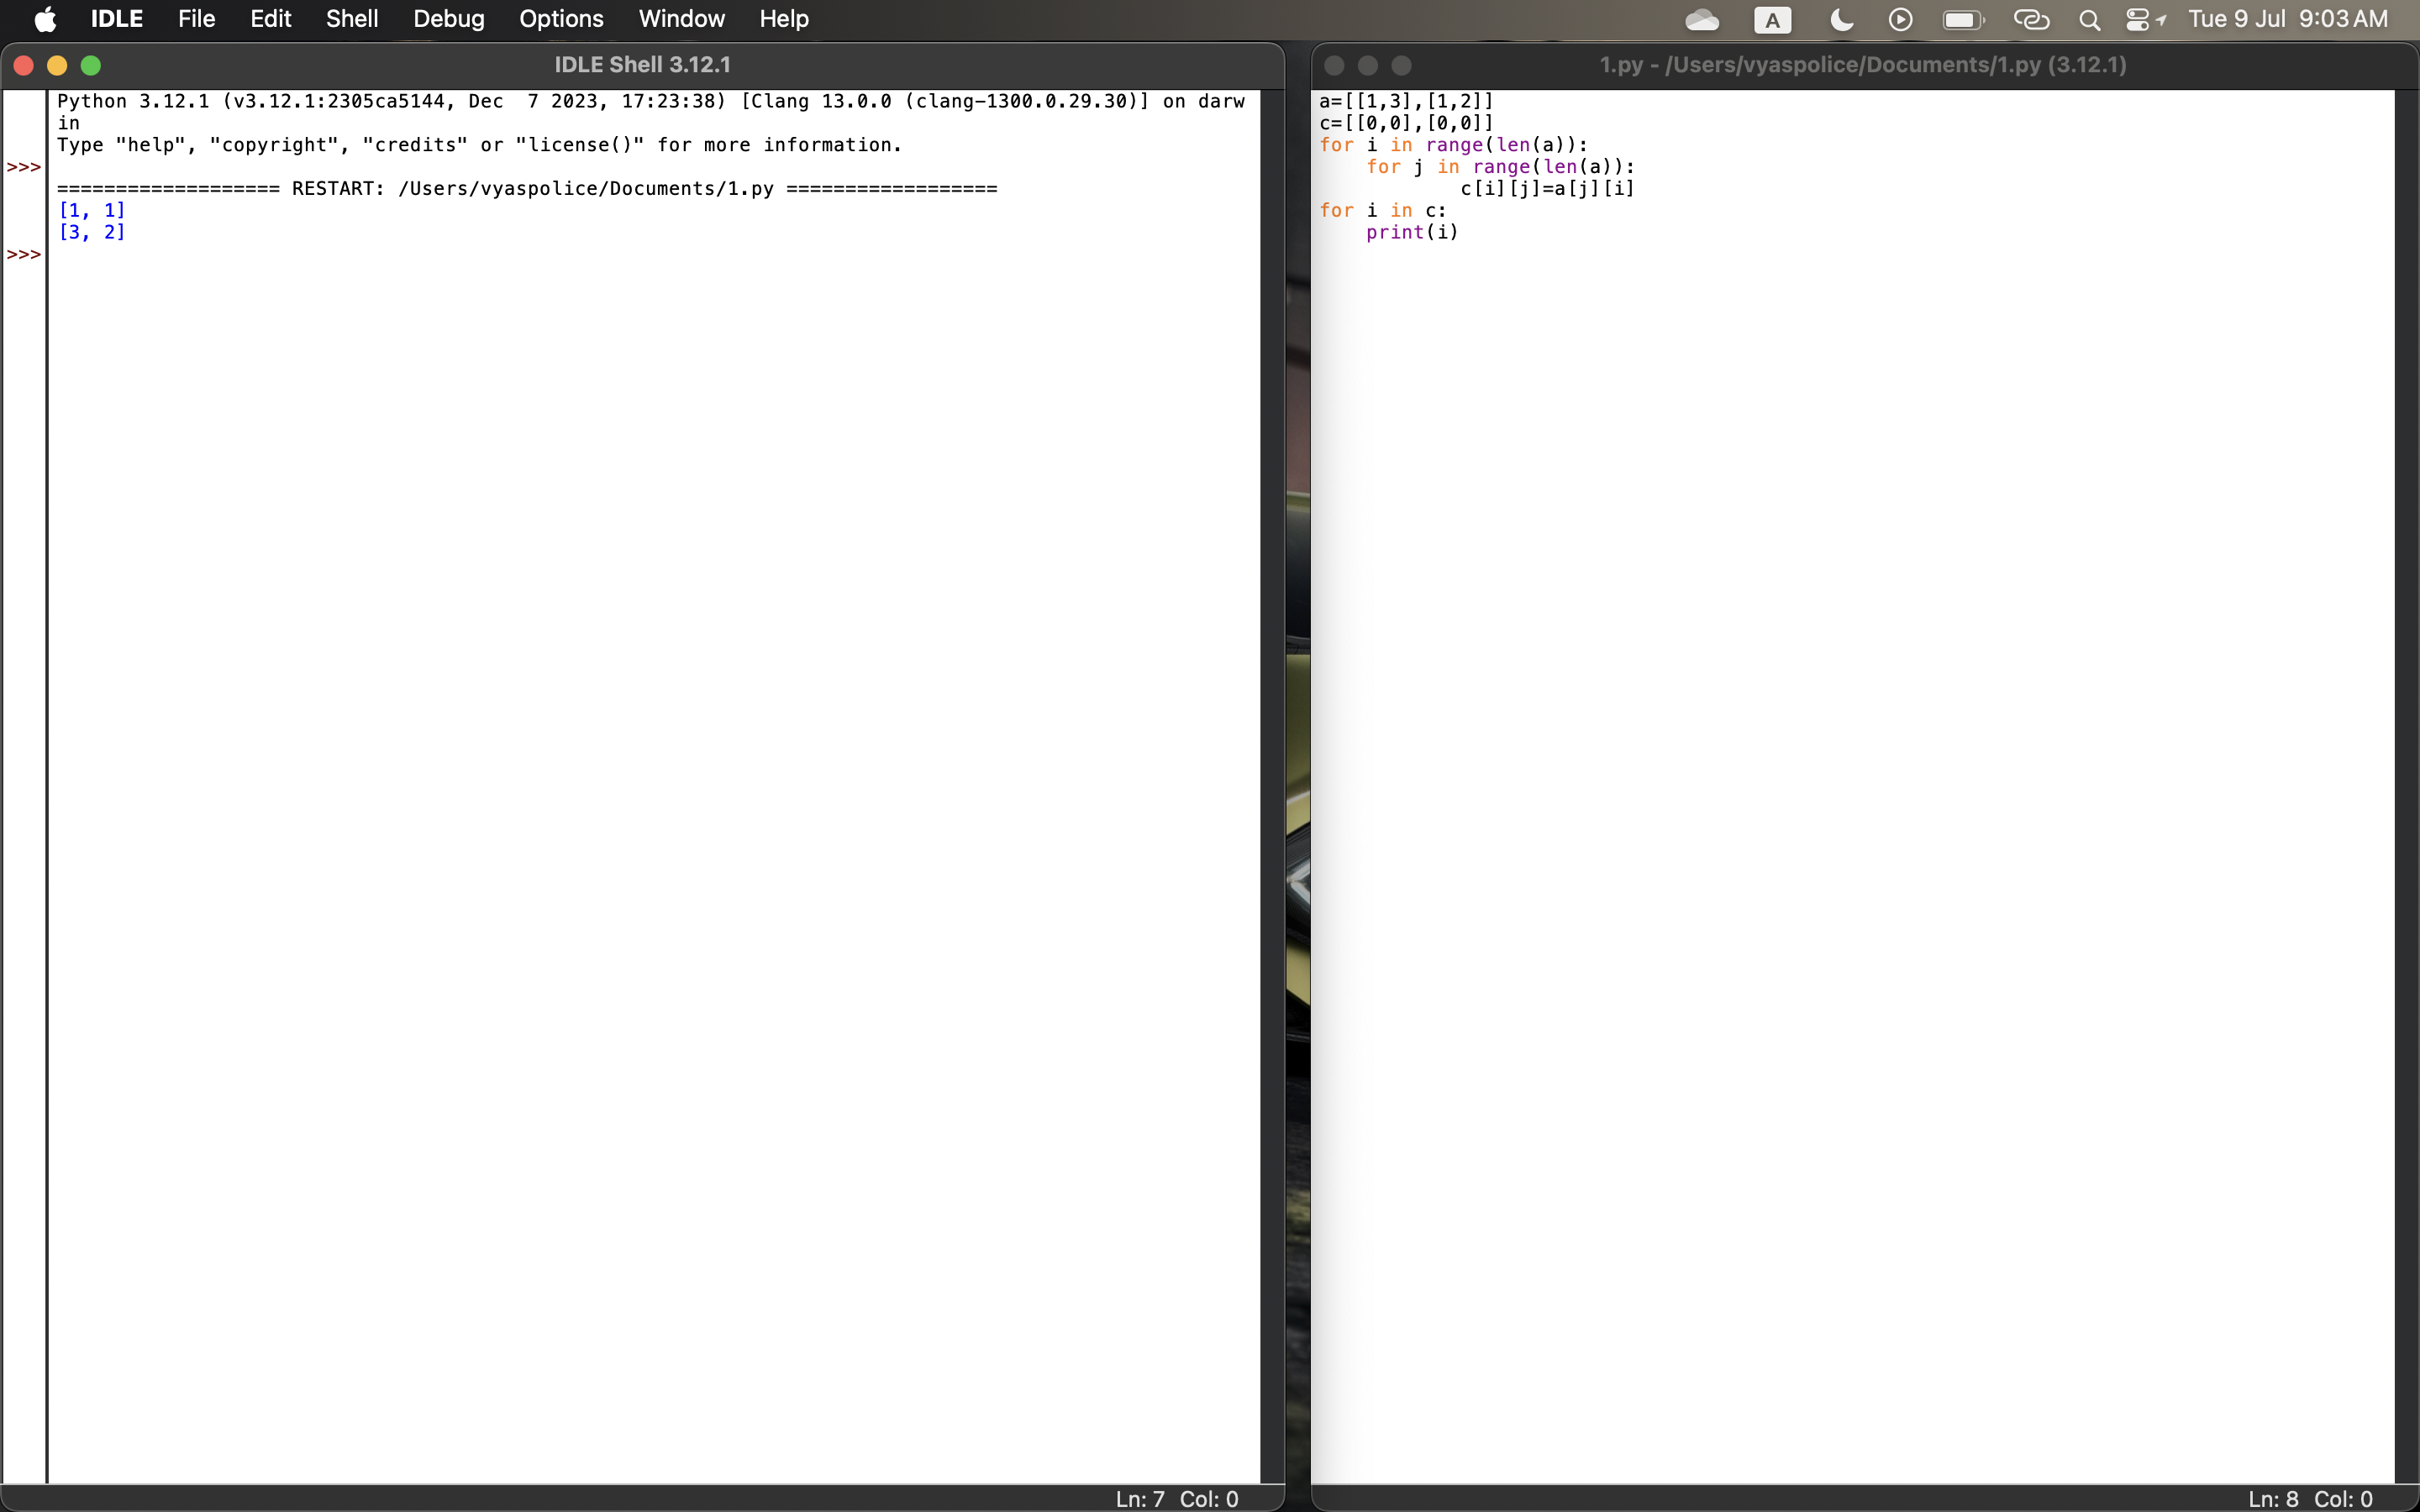 IDLE File Edit Shell Debug Options Window Help A Tue 9 Jul 9:03 AM
IDLE Shell 3.12.1
Python 3.12.1 (v3.12.1:2305ca5144, Dec  7 2023, 17:23:38) [Clang 13.0.0 (clang-1300.0.29.30)] on darw
in
Type "help", "copyright", "credits" or "license()" for more information.
>>>
=================== RESTART: /Users/vyaspolice/Documents/1.py ==================
[1, 1]
[3, 2]
>>>
Ln: 7 Col: 0
1.py - /Users/vyaspolice/Documents/1.py (3.12.1)
a=[[1,3],[1,2]]
c=[[0,0],[0,0]]
for i in range(len(a)):
    for j in range(len(a)):
            c[i][j]=a[j][i]
for i in c:
    print(i)
Ln: 8 Col: 0